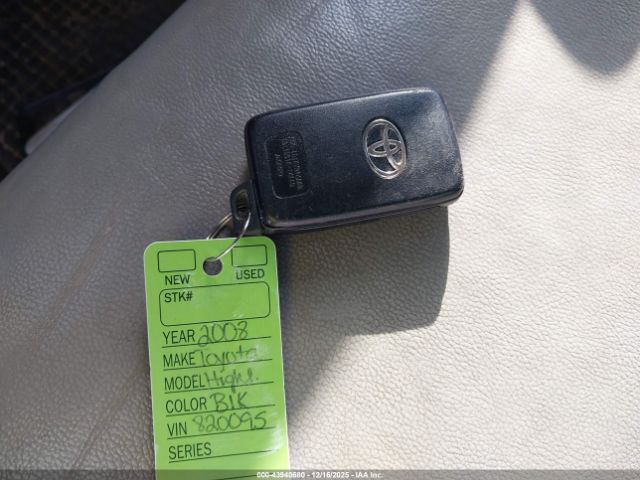 NEW USED
STK#
YEAR 2008
MAKE Toyota
MODEL Highl.
COLOR Blk
VIN 820095
SERIES
000-43940680 - 12/16/2025 - IAA Inc.